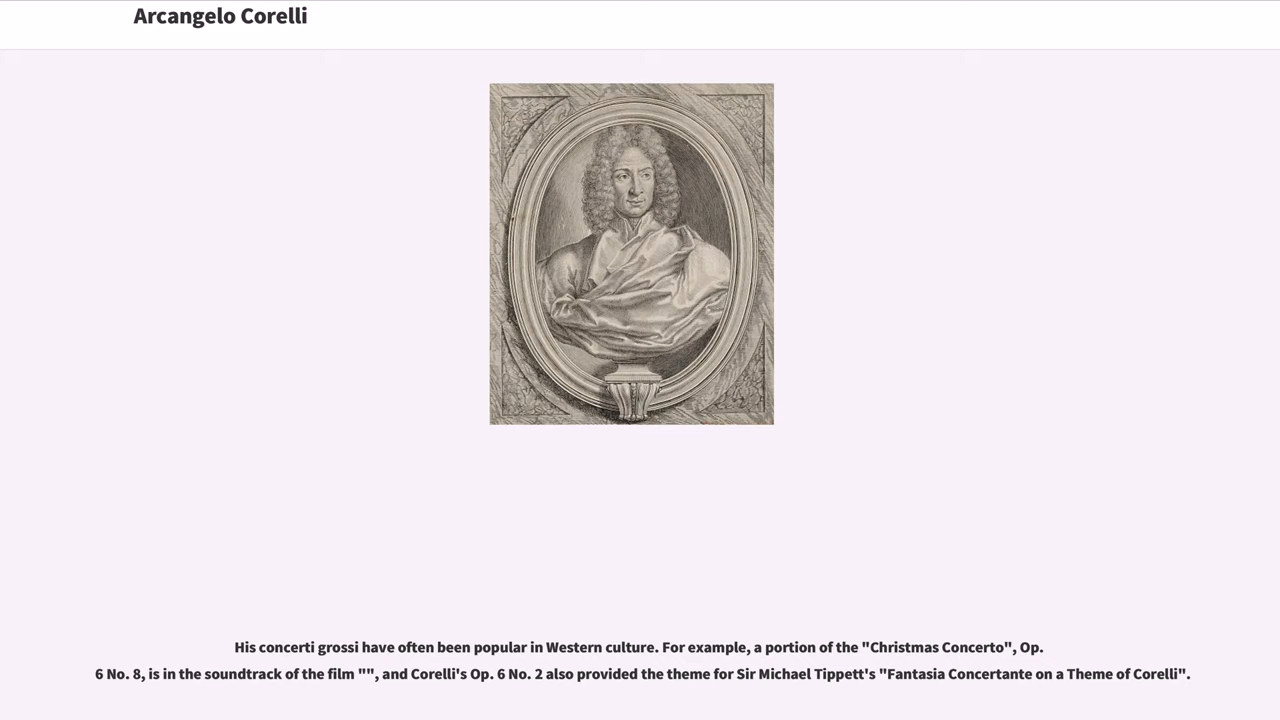 Arcangelo Corelli
His concerti grossi have often been popular in Western culture. For example, a portion of the "Christmas Concerto", Op.
6 No. 8, is in the soundtrack of the film "", and Corelli's Op. 6 No. 2 also provided the theme for Sir Michael Tippett's "Fantasia Concertante on a Theme of Corelli".